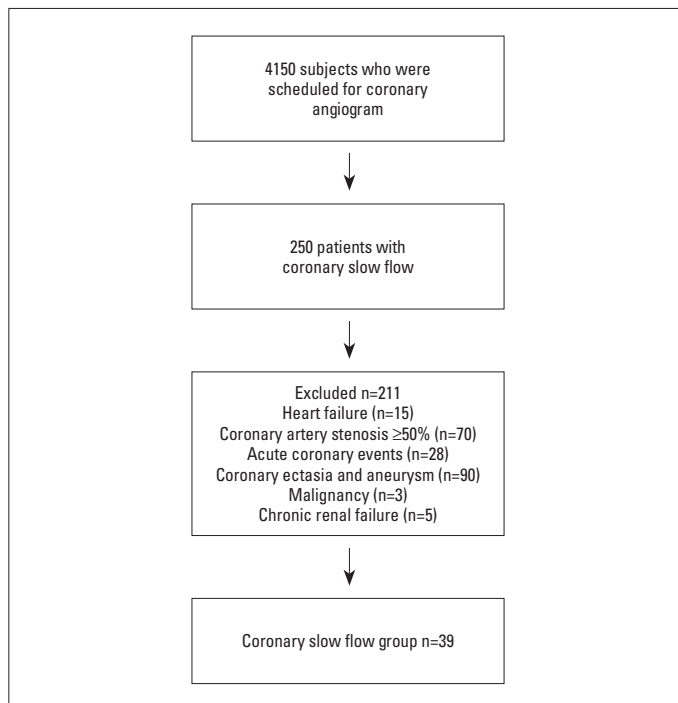 4150 subjects who were
scheduled for coronary
angiogram
250 patients with
coronary slow flow
Excluded n=211
Heart failure (n=15)
Coronary artery stenosis ≥50% (n=70)
Acute coronary events (n=28)
Coronary ectasia and aneurysm (n=90)
Malignancy (n=3)
Chronic renal failure (n=5)
Coronary slow flow group n=39